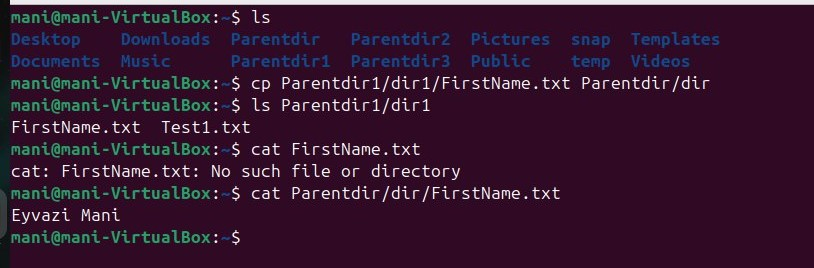 mani@mani-VirtualBox:~$ ls
Desktop    Downloads  Parentdir   Parentdir2  Pictures  snap  Templates
Documents  Music      Parentdir1  Parentdir3  Public    temp  Videos
mani@mani-VirtualBox:~$ cp Parentdir1/dir1/FirstName.txt Parentdir/dir
mani@mani-VirtualBox:~$ ls Parentdir1/dir1
FirstName.txt  Test1.txt
mani@mani-VirtualBox:~$ cat FirstName.txt
cat: FirstName.txt: No such file or directory
mani@mani-VirtualBox:~$ cat Parentdir/dir/FirstName.txt
Eyvazi Mani
mani@mani-VirtualBox:~$